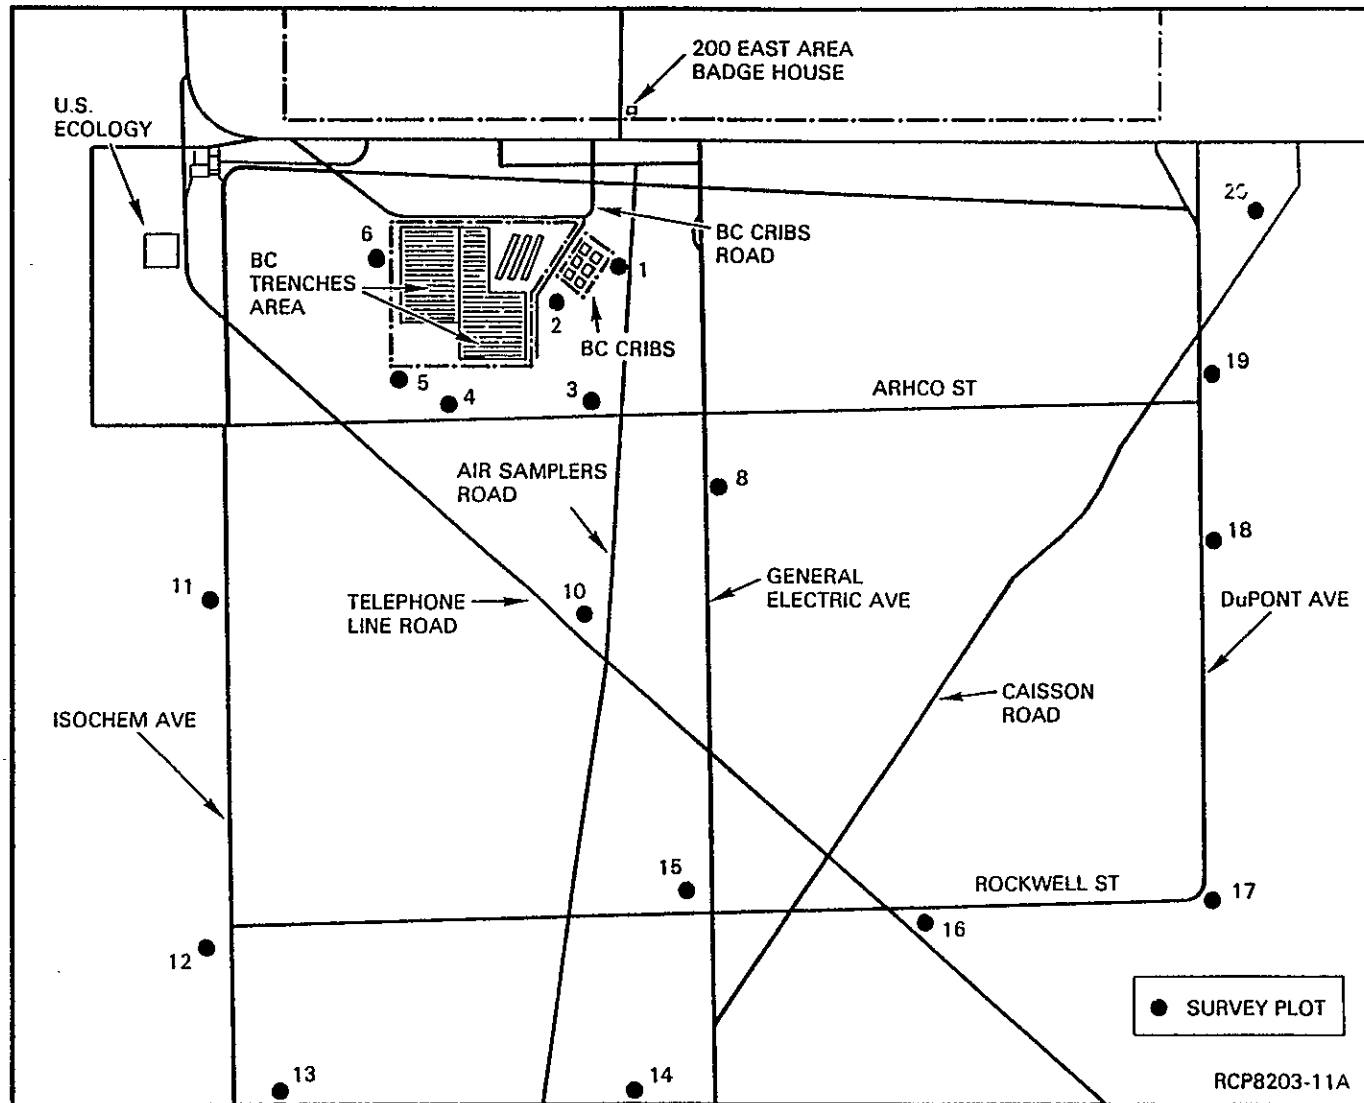 200 EAST AREA
BADGE HOUSE
U.S.
ECOLOGY
20
6
BC
TRENCHES
AREA
BC CRIBS
ROAD
1
2
BC CRIBS
19
5
4
3
ARHCO ST
AIR SAMPLERS
ROAD
8
18
11
10
TELEPHONE
LINE ROAD
GENERAL
ELECTRIC AVE
DuPONT AVE
ISOCHEM AVE
CAISSON
ROAD
15
ROCKWELL ST
17
16
12
SURVEY PLOT
13
14
RCP8203-11A